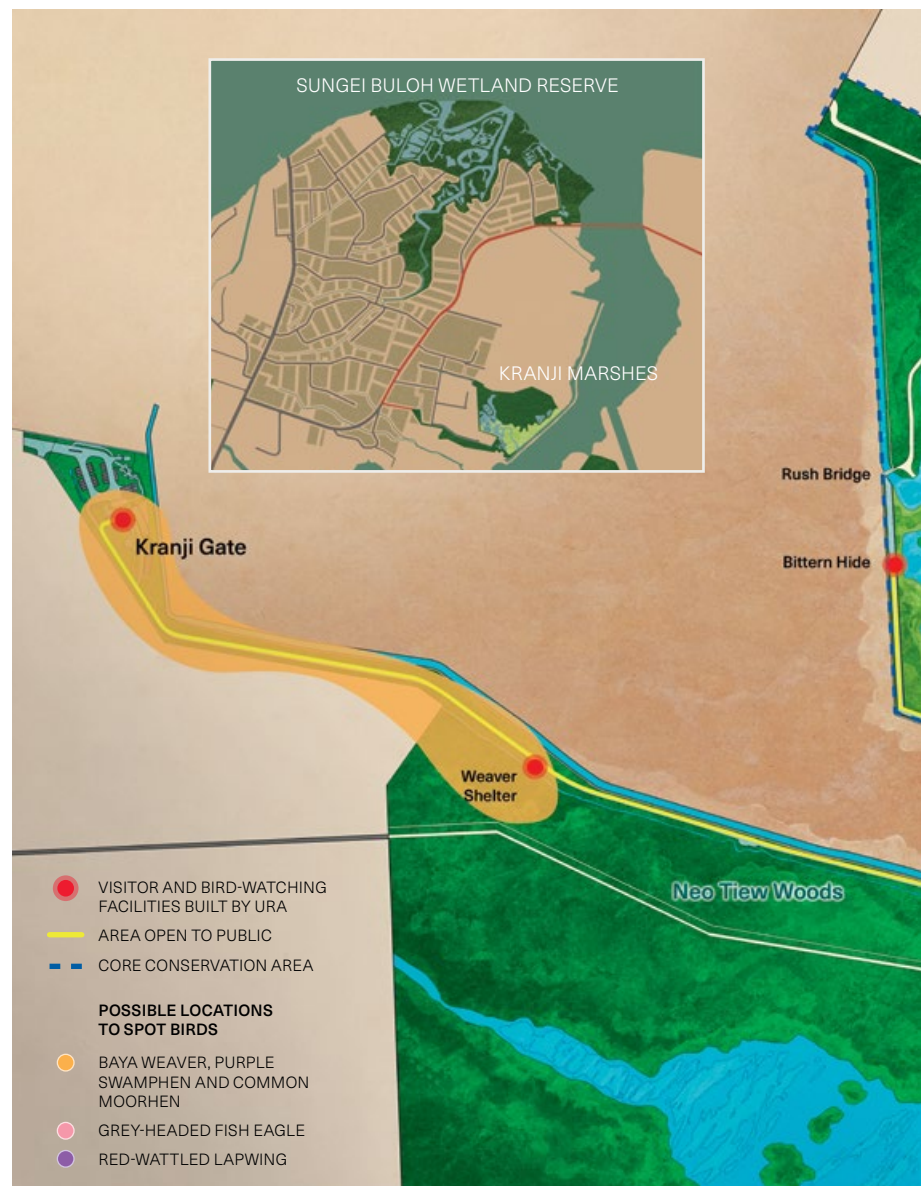 SUNGEI BULOH WETLAND RESERVE
KRANJI MARSHES
Rush Bridge
Kranji Gate
Bittern Hide
Weaver
Shelter
Neo Tiew Woods
VISITOR AND BIRD-WATCHING
FACILITIES BUILT BY URA
AREA OPEN TO PUBLIC
CORE CONSERVATION AREA
POSSIBLE LOCATIONS
TO SPOT BIRDS
BAYA WEAVER, PURPLE
SWAMPHEN AND COMMON
MOORHEN
GREY-HEADED FISH EAGLE
RED-WATTLED LAPWING